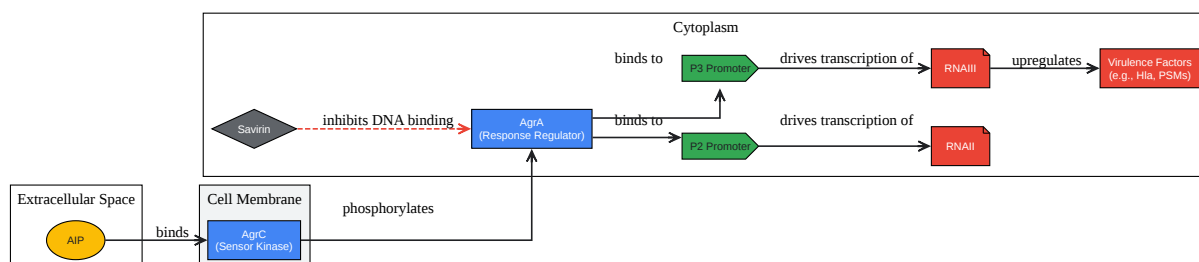 Cytoplasm
binds to
P3 Promoter
drives transcription of
RNAIII
upregulates
Virulence Factors
(e.g., Hla, PSMs)
Savirin
inhibits DNA binding
AgrA
(Response Regulator)
binds to
P2 Promoter
drives transcription of
RNAII
Extracellular Space
AIP
binds
Cell Membrane
AgrC
(Sensor Kinase)
phosphorylates